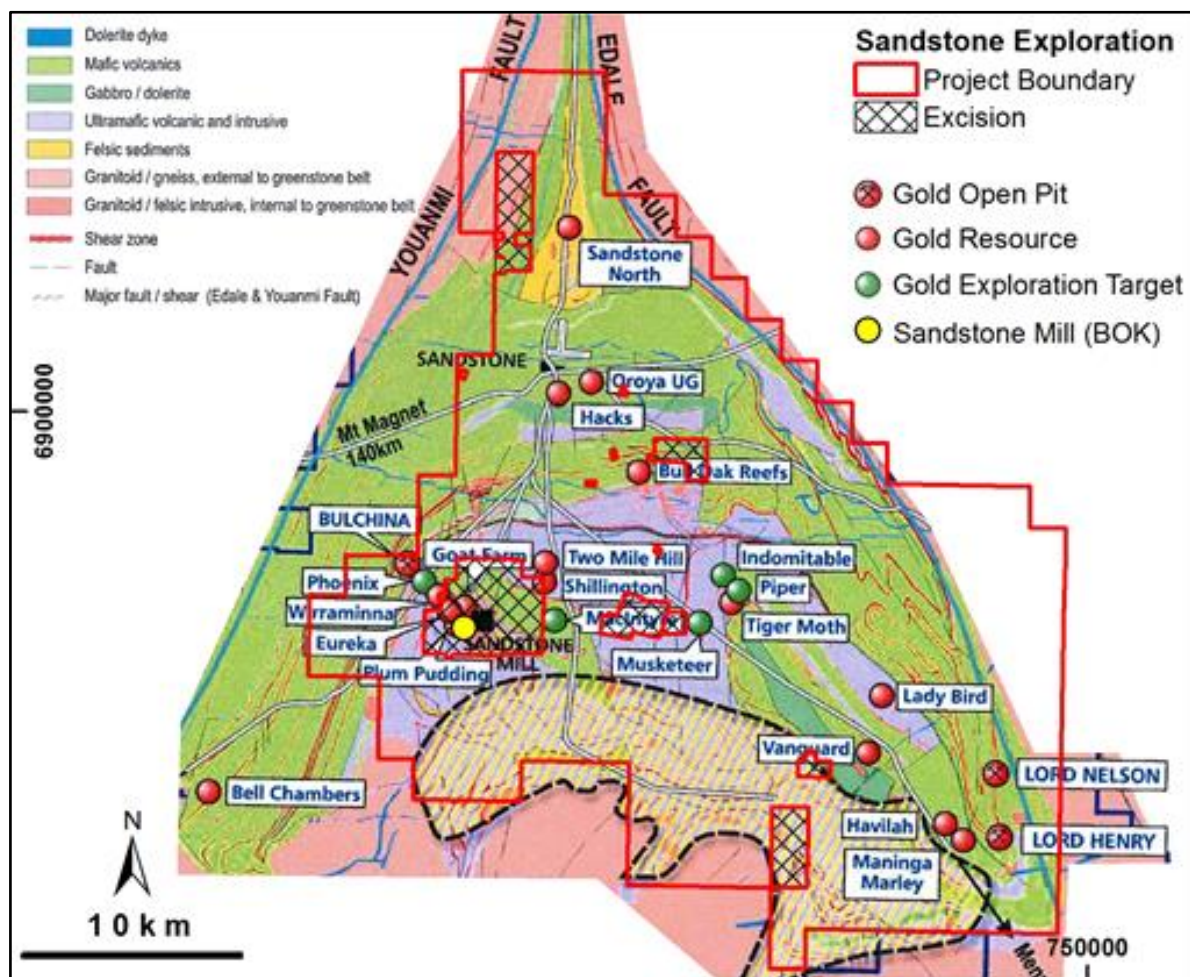 Dolerite dyke
Mafic volcanics
Gabbro / dolerite
Ultramafic volcanic and intrusive
Felsic sediments
Granitoid / gneiss, external to greenstone belt
Granitoid / felsic intrusive, internal to greenstone belt
Shear zone
Fault
Major fault / shear (Edale & Youanmi Fault)
Sandstone Exploration
Project Boundary
Excision
Gold Open Pit
Gold Resource
Gold Exploration Target
Sandstone Mill (BOK)
YOUANMI
FAULT
EDALE
FAULT
Sandstone
North
SANDSTONE
Oroya UG
Hacks
Mt Magnet
140km
6900000
Bull Oak Reefs
BULCHINA
Goat Farm
Two Mile Hill
Indomitable
Phoenix
Shillington
Piper
Wirraminna
MacIntyre
Tiger Moth
Eureka
SANDSTONE
MILL
Musketeer
Plum Pudding
Lady Bird
Vanguard
LORD NELSON
Bell Chambers
Havilah
LORD HENRY
Maninga
Marley
N
10 km
750000